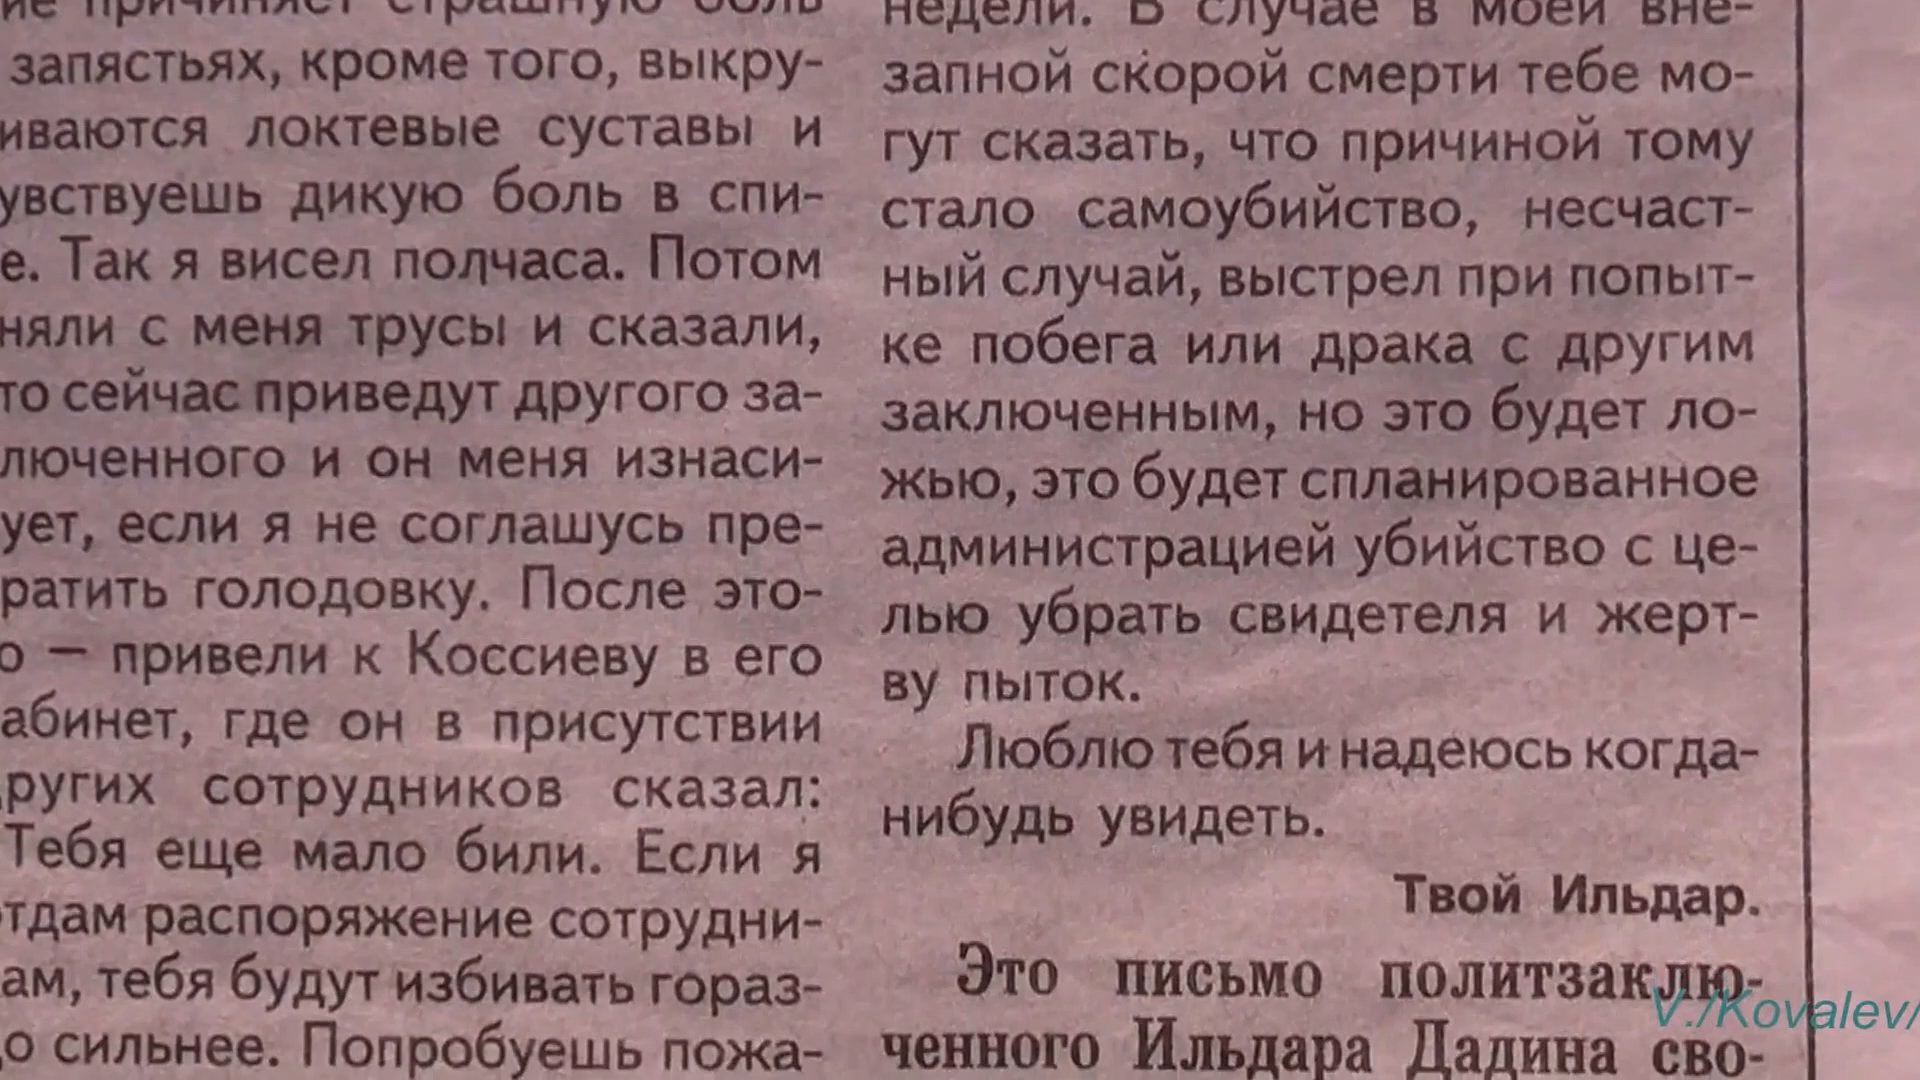 причиняет страшную боль
запястьях, кроме того, выкру-
иваются локтевые суставы и
увствуешь дикую боль в спи-
е. Так я висел полчаса. Потом
няли с меня трусы и сказали,
то сейчас приведут другого за-
люченного и он меня изнаси-
ует, если я не соглашусь пре-
ратить голодовку. После это-
о — привели к Коссиеву в его
абинет, где он в присутствии
других сотрудников сказал:
Тебя еще мало били. Если я
отдам распоряжение сотрудни-
ам, тебя будут избивать гораз-
до сильнее. Попробуешь пожа-
недели. В случае в моей вне-
запной скорой смерти тебе мо-
гут сказать, что причиной тому
стало самоубийство, несчаст-
ный случай, выстрел при попыт-
ке побега или драка с другим
заключенным, но это будет ло-
жью, это будет спланированное
администрацией убийство с це-
лью убрать свидетеля и жерт-
ву пыток.
Люблю тебя и надеюсь когда-
нибудь увидеть.
Твой Ильдар.
Это письмо политзаклю-
ченного Ильдара Дадина сво-
V./Kovalev/